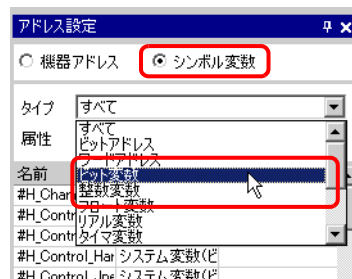 アドレス設定
機器アドレス シンボル変数
タイプ すべて
すべて
属性 ビットアドレス
ワードアドレス
名前 ビット変数
#H_Chan 整数変数
フロート変数
#H_Contr リアル変数
#H_Contr タイマ変数
#H_Control_Har システム変数(ビ
#H_Control_Jpe システム変数(ビ